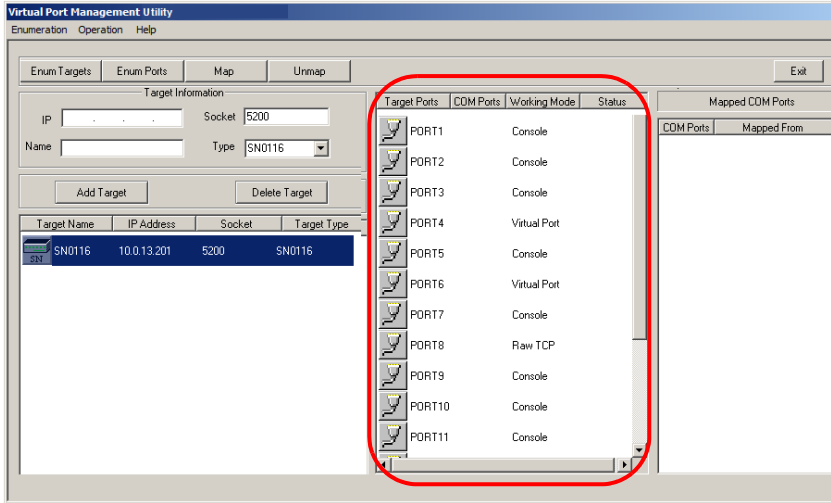 Virtual Port Management Utility
Enumeration Operation Help
Enum Targets Enum Ports Map Unmap Exit
Target Information
IP . . . Socket 5200
Name Type SN0116
Add Target Delete Target
Target Name IP Address Socket Target Type
SN SN0116 10.0.13.201 5200 SN0116
Target Ports COM Ports Working Mode Status
PORT1 Console
PORT2 Console
PORT3 Console
PORT4 Virtual Port
PORT5 Console
PORT6 Virtual Port
PORT7 Console
PORT8 Raw TCP
PORT9 Console
PORT10 Console
PORT11 Console
Mapped COM Ports
COM Ports Mapped From